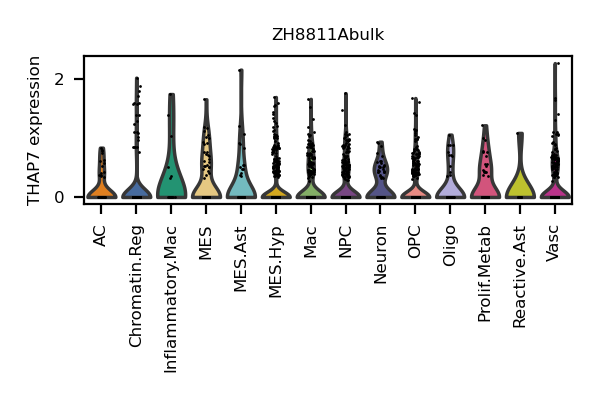 ZH8811Abulk
THAP7 expression
2
0
AC
Chromatin.Reg
Inflammatory.Mac
MES
MES.Ast
MES.Hyp
Mac
NPC
Neuron
OPC
Oligo
Prolif.Metab
Reactive.Ast
Vasc